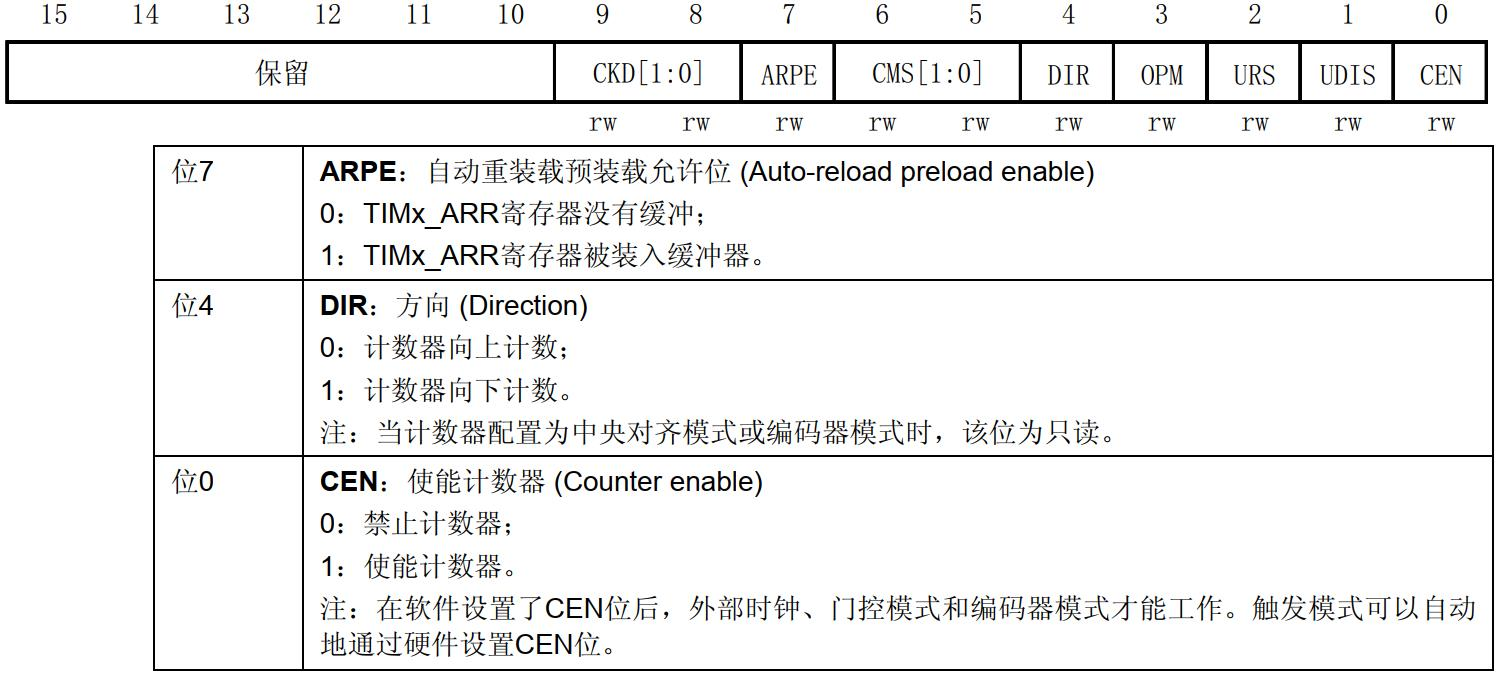 15 14 13 12 11 10 9 8 7 6 5 4 3 2 1 0
保留 CKD[1:0] ARPE CMS[1:0] DIR OPM URS UDIS CEN
rw rw rw rw rw rw rw rw rw rw
位7 ARPE：自动重装载预装载允许位 (Auto-reload preload enable)
0：TIMx_ARR寄存器没有缓冲；
1：TIMx_ARR寄存器被装入缓冲器。
位4 DIR：方向 (Direction)
0：计数器向上计数；
1：计数器向下计数。
注：当计数器配置为中央对齐模式或编码器模式时，该位为只读。
位0 CEN：使能计数器 (Counter enable)
0：禁止计数器；
1：使能计数器。
注：在软件设置了CEN位后，外部时钟、门控模式和编码器模式才能工作。触发模式可以自动
地通过硬件设置CEN位。